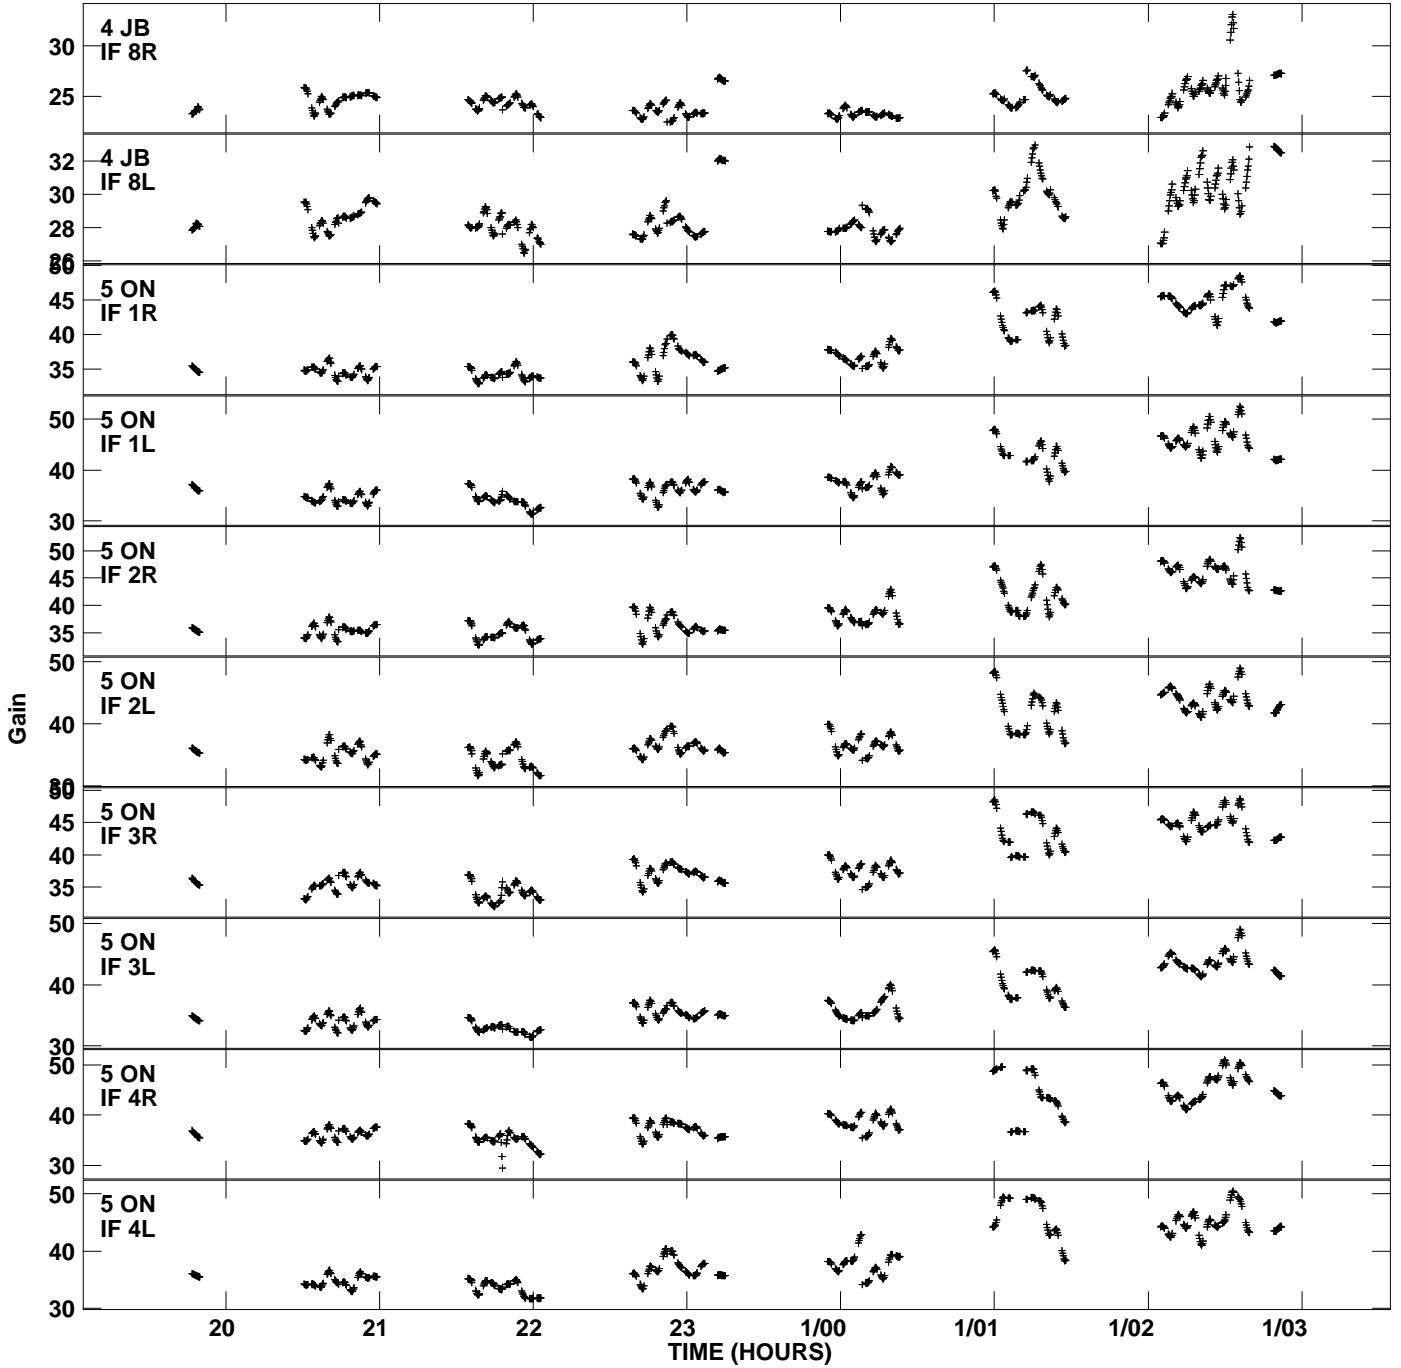 4 JB
IF 8R
30
25
4 JB
IF 8L
32
30
28
26
50
5 ON
IF 1R
45
40
35
5 ON
IF 1L
50
40
30
5 ON
IF 2R
50
45
40
35
5 ON
IF 2L
50
40
30
50
5 ON
IF 3R
45
40
35
5 ON
IF 3L
50
40
30
5 ON
IF 4R
50
40
30
5 ON
IF 4L
50
40
30
Gain
20 21 22 23 1/00 1/01 1/02 1/03
TIME (HOURS)